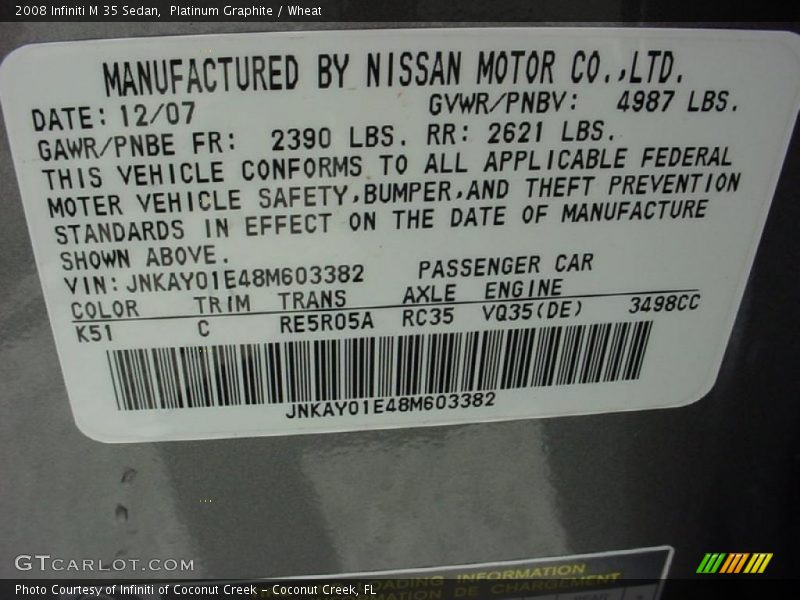 2008 Infiniti M 35 Sedan, Platinum Graphite / Wheat
MANUFACTURED BY NISSAN MOTOR CO.,LTD.
DATE: 12/07 GVWR/PNBV: 4987 LBS.
GAWR/PNBE FR: 2390 LBS. RR: 2621 LBS.
THIS VEHICLE CONFORMS TO ALL APPLICABLE FEDERAL
MOTER VEHICLE SAFETY,BUMPER,AND THEFT PREVENTION
STANDARDS IN EFFECT ON THE DATE OF MANUFACTURE
SHOWN ABOVE.
VIN: JNKAY01E48M603382 PASSENGER CAR
COLOR TRIM TRANS AXLE ENGINE
K51 C RE5R05A RC35 VQ35(DE) 3498CC
JNKAY01E48M603382
GTCARLOT.COM
LOADING INFORMATION
DE CHARGEMENT
Photo Courtesy of Infiniti of Coconut Creek – Coconut Creek, FL